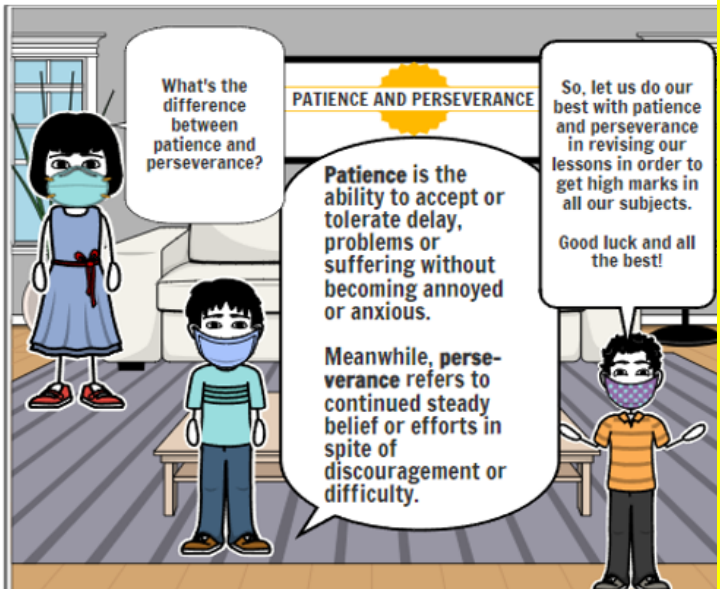 What's the
difference
between
patience and
perseverance?
PATIENCE AND PERSEVERANCE
Patience is the
ability to accept or
tolerate delay,
problems or
suffering without
becoming annoyed
or anxious.
Meanwhile, perse-
verance refers to
continued steady
belief or efforts in
spite of
discouragement or
difficulty.
So, let us do our
best with patience
and perseverance
in revising our
lessons in order to
get high marks in
all our subjects.
Good luck and all
the best!